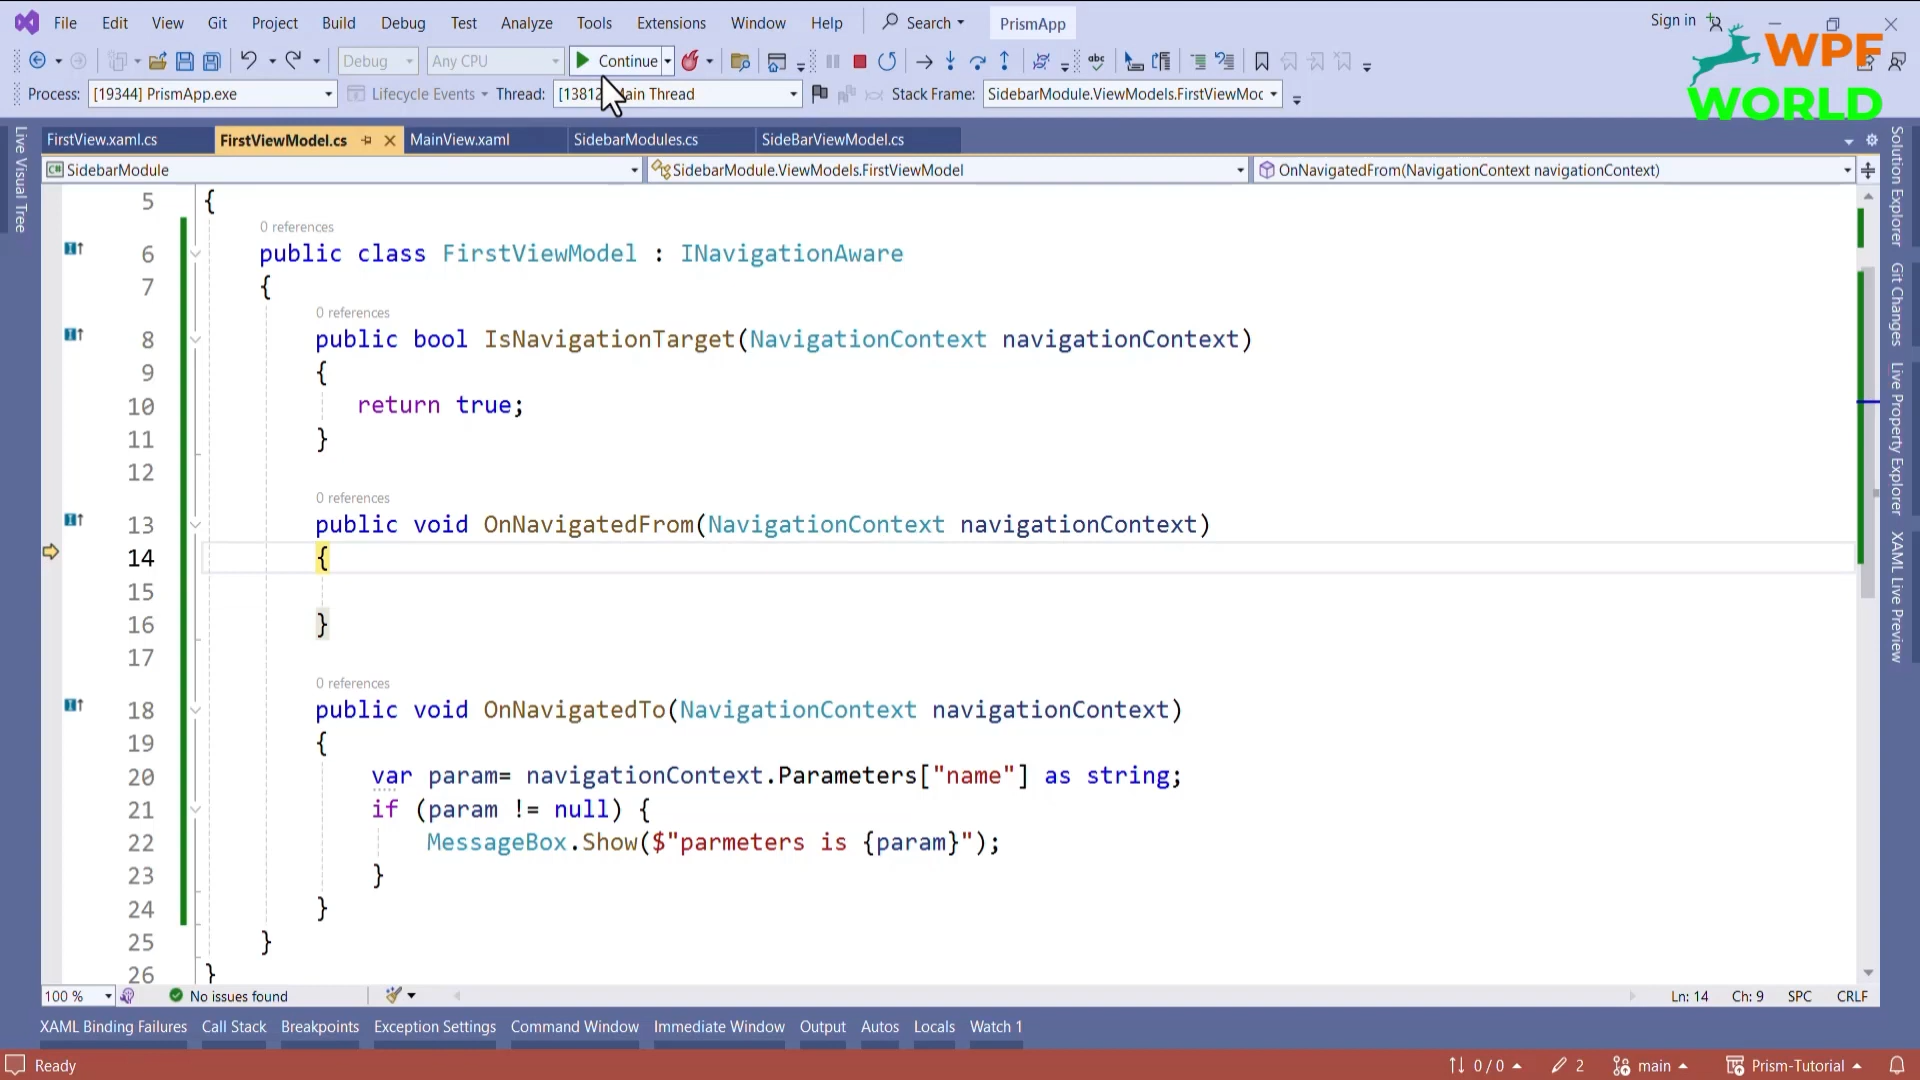 File Edit View Git Project Build Debug Test Analyze Tools Extensions Window Help Search PrismApp Sign in
WPF
WORLD
Debug Any CPU Continue
Process: [19344] PrismApp.exe Lifecycle Events Thread: [13812 Main Thread Stack Frame: SidebarModule.ViewModels.FirstViewMoc
FirstView.xaml.cs FirstViewModel.cs MainView.xaml SidebarModules.cs SideBarViewModel.cs
SidebarModule SidebarModule.ViewModels.FirstViewModel OnNavigatedFrom(NavigationContext navigationContext)
Live Visual Tree
5 {
0 references
6 public class FirstViewModel : INavigationAware
7 {
0 references
8 public bool IsNavigationTarget(NavigationContext navigationContext)
9 {
10 return true;
11 }
12
0 references
13 public void OnNavigatedFrom(NavigationContext navigationContext)
14 {
15
16 }
17
0 references
18 public void OnNavigatedTo(NavigationContext navigationContext)
19 {
20 var param= navigationContext.Parameters["name"] as string;
21 if (param != null) {
22 MessageBox.Show($"parmeters is {param}");
23 }
24 }
25 }
26 }
Solution Explorer
Git Changes
Live Property Explorer
XAML Live Preview
100 % No issues found Ln: 14 Ch: 9 SPC CRLF
XAML Binding Failures Call Stack Breakpoints Exception Settings Command Window Immediate Window Output Autos Locals Watch 1
Ready 0 / 0 2 main Prism-Tutorial